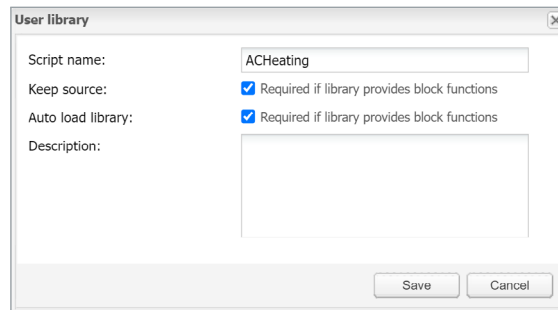 User library
Script name: ACHeating
Keep source: Required if library provides block functions
Auto load library: Required if library provides block functions
Description:
Save Cancel